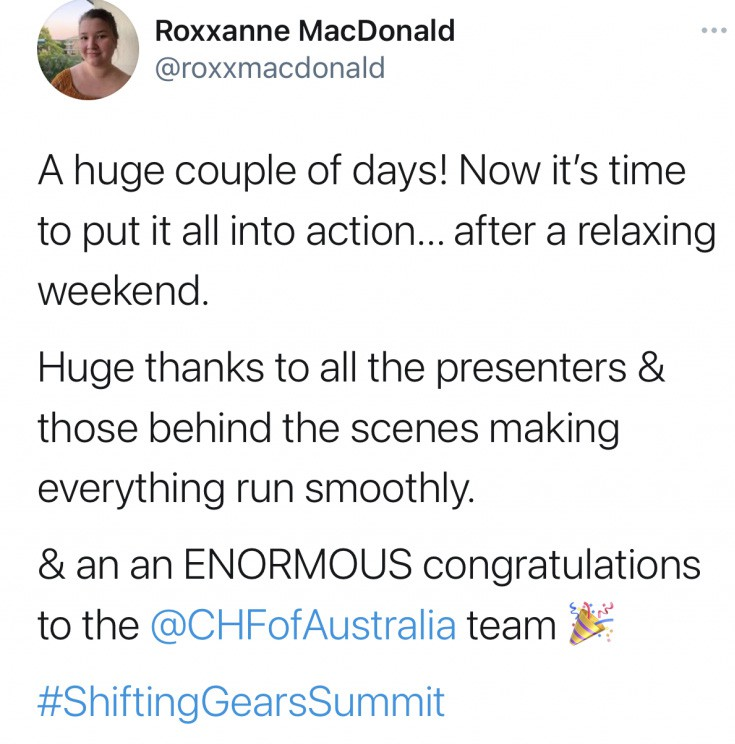 Roxxanne MacDonald
@roxxmacdonald
A huge couple of days! Now it’s time
to put it all into action... after a relaxing
weekend.
Huge thanks to all the presenters &
those behind the scenes making
everything run smoothly.
& an an ENORMOUS congratulations
to the @CHFofAustralia team 🎉
#ShiftingGearsSummit